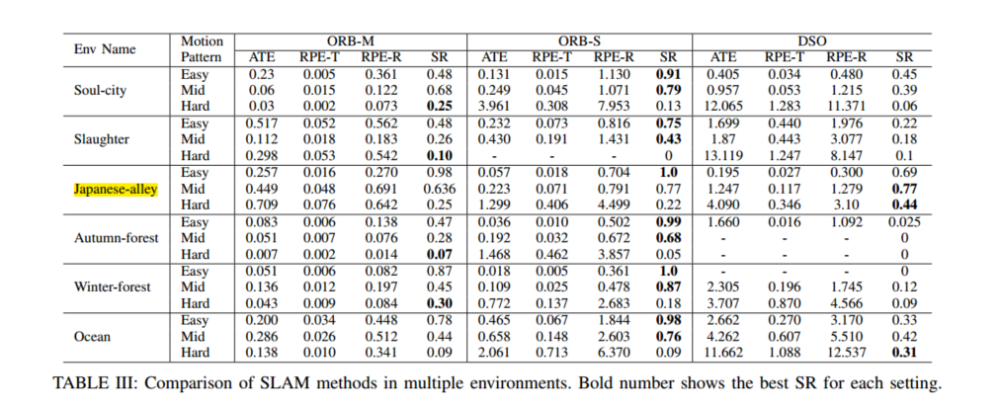 Env Name Motion Pattern ORB-M ORB-S DSO
ATE RPE-T RPE-R SR ATE RPE-T RPE-R SR ATE RPE-T RPE-R SR
Soul-city Easy 0.23 0.005 0.361 0.48 0.131 0.015 1.130 0.91 0.405 0.034 0.480 0.45
Mid 0.06 0.015 0.122 0.68 0.249 0.045 1.071 0.79 0.957 0.053 1.215 0.39
Hard 0.03 0.002 0.073 0.25 3.961 0.308 7.953 0.13 12.065 1.283 11.371 0.06
Slaughter Easy 0.517 0.052 0.562 0.48 0.232 0.073 0.816 0.75 1.699 0.440 1.976 0.22
Mid 0.112 0.018 0.183 0.26 0.430 0.191 1.431 0.43 1.87 0.443 3.077 0.18
Hard 0.298 0.053 0.542 0.10 - - - 0 13.119 1.247 8.147 0.1
Japanese-alley Easy 0.257 0.016 0.270 0.98 0.057 0.018 0.704 1.0 0.195 0.027 0.300 0.69
Mid 0.449 0.048 0.691 0.636 0.223 0.071 0.791 0.77 1.247 0.117 1.279 0.77
Hard 0.709 0.076 0.642 0.25 1.299 0.406 4.499 0.22 4.090 0.346 3.10 0.44
Autumn-forest Easy 0.083 0.006 0.138 0.47 0.036 0.010 0.502 0.99 1.660 0.016 1.092 0.025
Mid 0.051 0.007 0.076 0.28 0.192 0.032 0.672 0.68 - - - 0
Hard 0.007 0.002 0.014 0.07 1.468 0.462 3.857 0.05 - - - 0
Winter-forest Easy 0.051 0.006 0.082 0.87 0.018 0.005 0.361 1.0 - - - 0
Mid 0.136 0.012 0.197 0.45 0.109 0.025 0.478 0.87 2.305 0.196 1.745 0.12
Hard 0.043 0.009 0.084 0.30 0.772 0.137 2.683 0.18 3.707 0.870 4.566 0.09
Ocean Easy 0.200 0.034 0.448 0.78 0.465 0.067 1.844 0.98 2.662 0.270 3.170 0.33
Mid 0.286 0.026 0.512 0.44 0.658 0.148 2.603 0.76 4.262 0.607 5.510 0.42
Hard 0.138 0.010 0.341 0.09 2.061 0.713 6.370 0.09 11.662 1.088 12.537 0.31
TABLE III: Comparison of SLAM methods in multiple environments. Bold number shows the best SR for each setting.